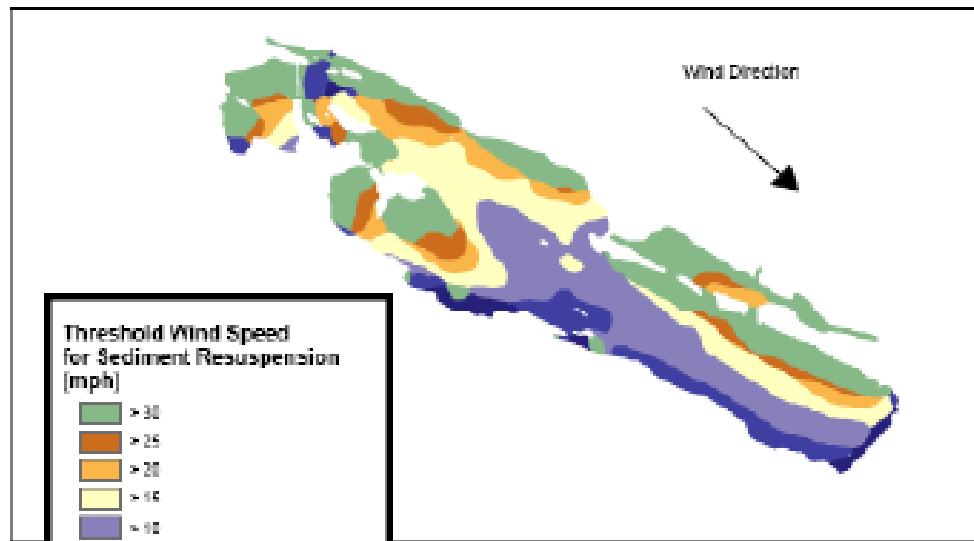 Wind Direction
Threshold Wind Speed
for Sediment Resuspension
[mph]
> 30
> 25
> 20
> 15
> 10